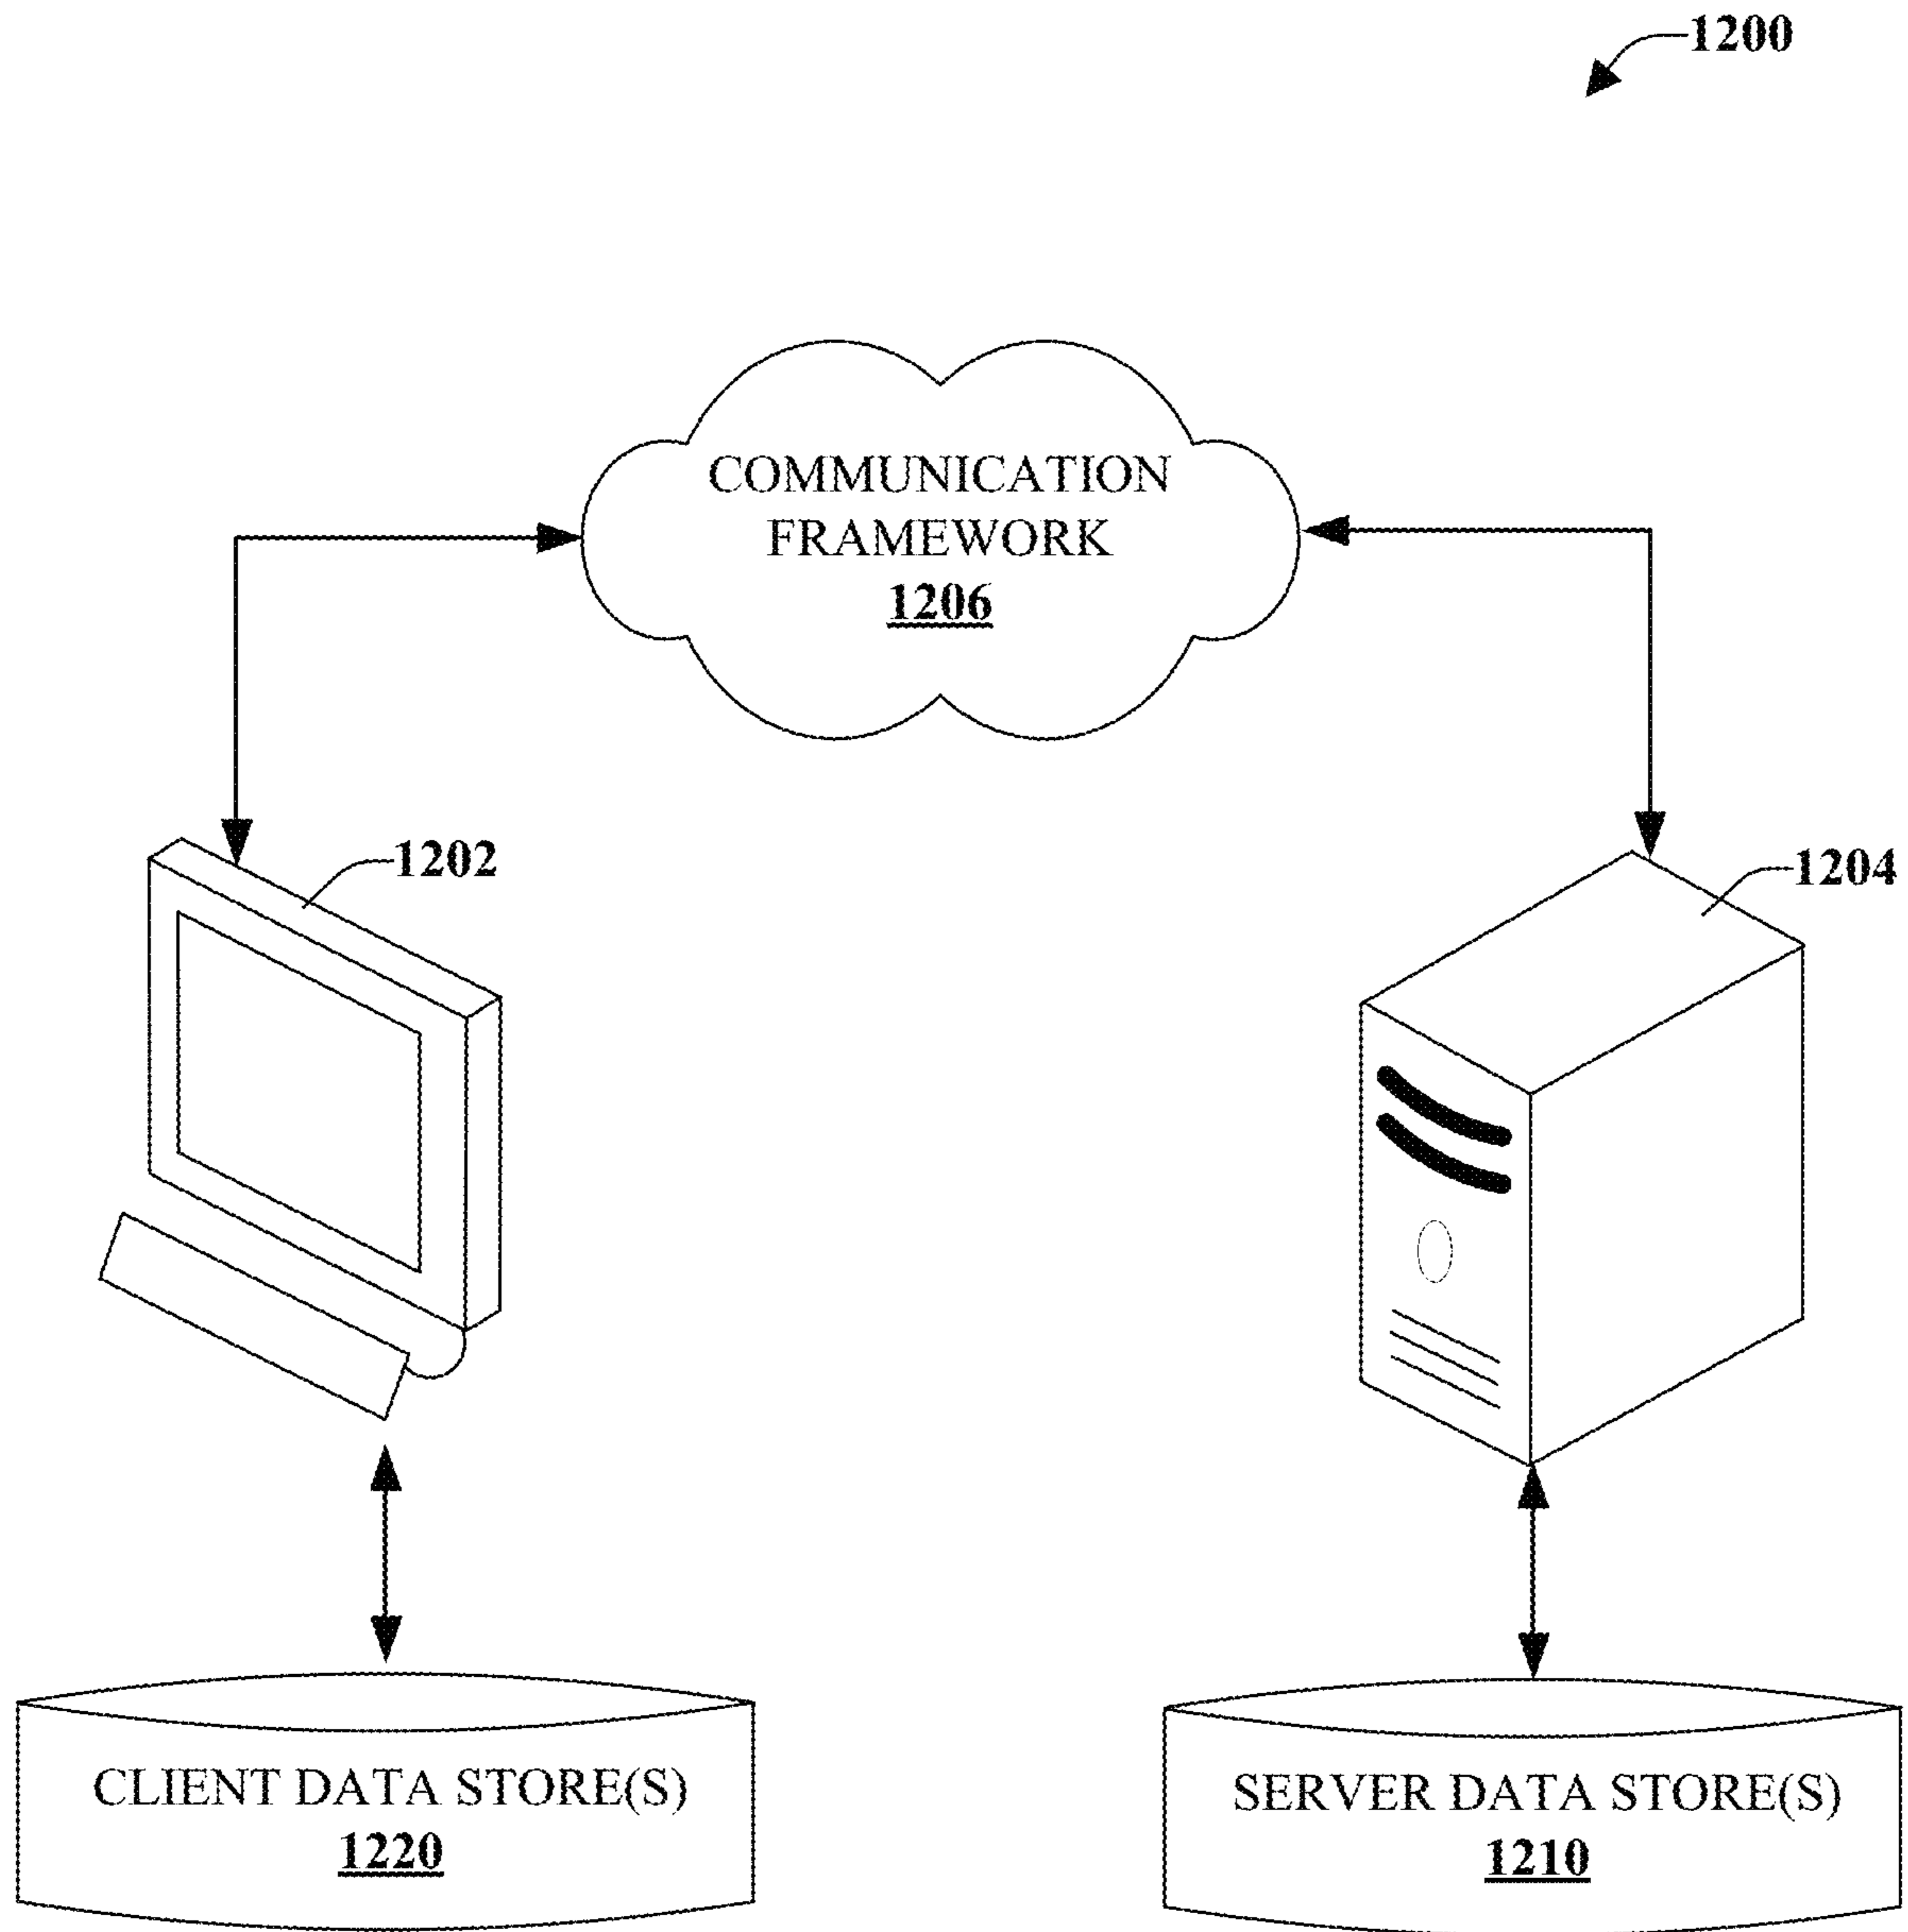 1200
COMMUNICATION
FRAMEWORK
1206
1202
1204
CLIENT DATA STORE(S)
1220
SERVER DATA STORE(S)
1210